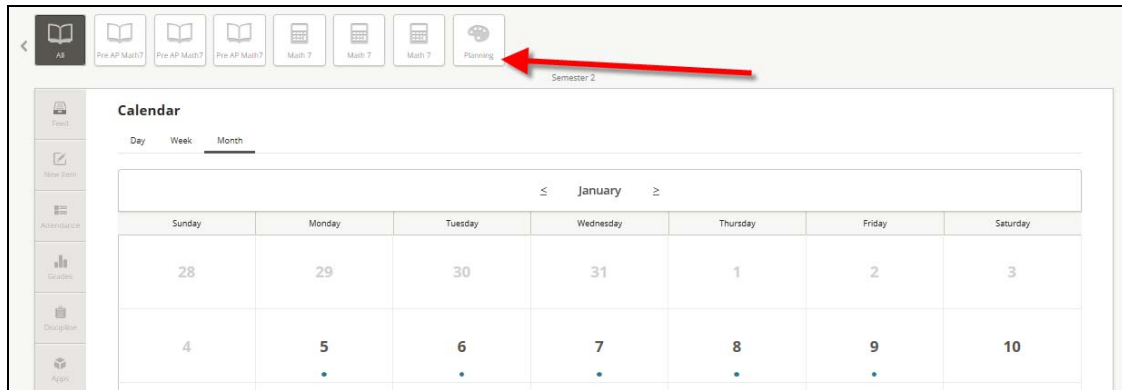 All Pre AP Math7 Pre AP Math7 Pre AP Math7 Math 7 Math 7 Math 7 Planning
Semester 2
Feed
New Item
Attendance
Grades
Discipline
Apps
Calendar
Day Week Month
≤ January ≥
Sunday Monday Tuesday Wednesday Thursday Friday Saturday
28 29 30 31 1 2 3
4 5 6 7 8 9 10